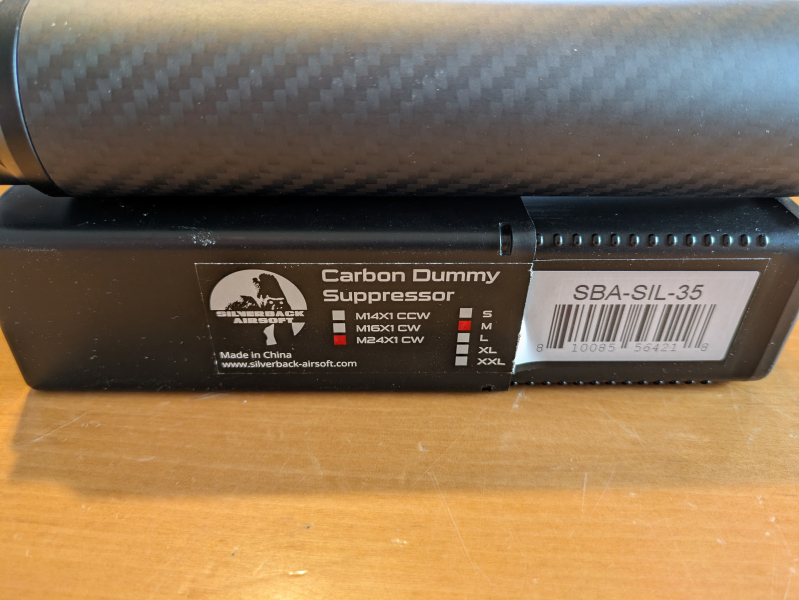 SILVERBACK
AIRSOFT
Carbon Dummy
Suppressor
M14X1 CCW
M16X1 CW
M24X1 CW
S
M
L
XL
XXL
Made in China
www.silverback-airsoft.com
SBA-SIL-35
8 10085 56421 8